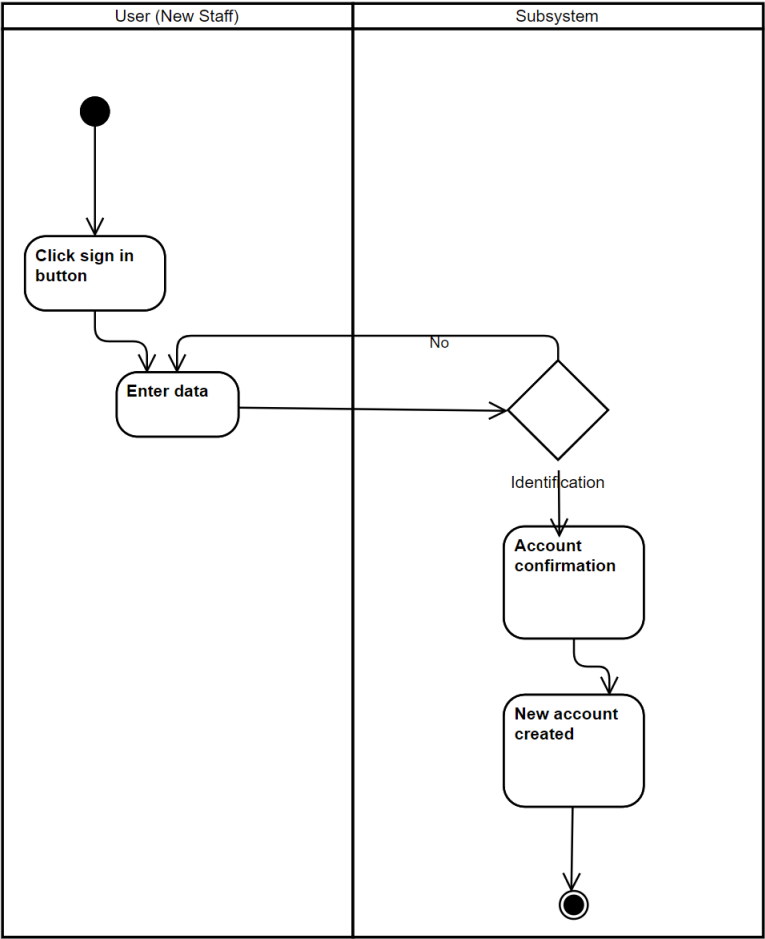 User (New Staff)
Subsystem
Click sign in
button
No
Enter data
Identification
Account
confirmation
New account
created